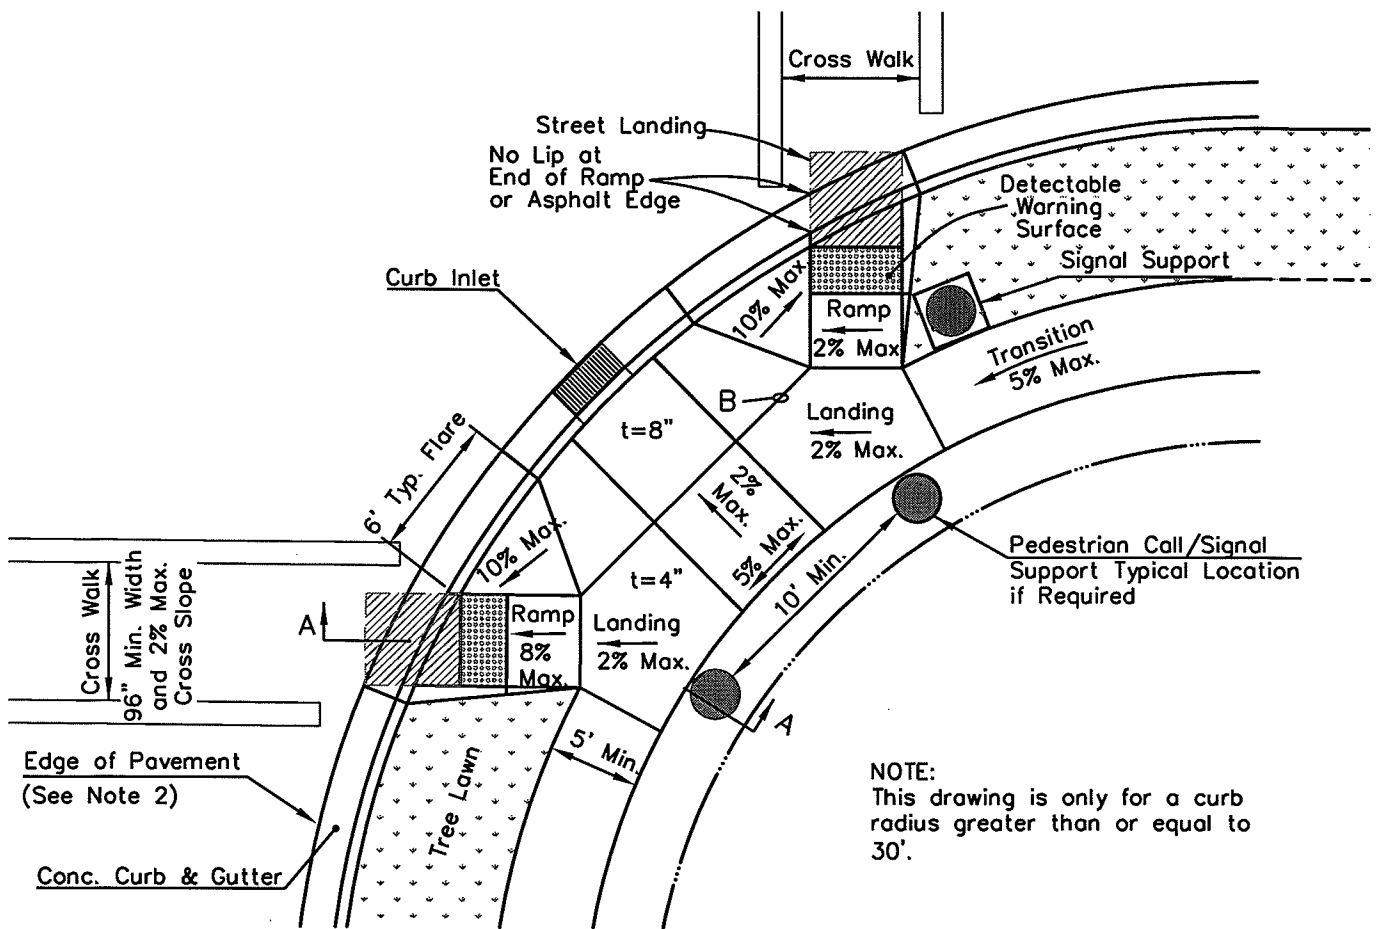 Cross Walk
Street Landing
No Lip at
End of Ramp
or Asphalt Edge
Detectable
Warning
Surface
Signal Support
Curb Inlet
10% Max.
Ramp
2% Max
Transition
5% Max.
B
Landing
2% Max.
t=8"
2%
Max.
5% Max.
6' Typ. Flare
10% Max.
t=4"
10' Min.
Pedestrian Call/Signal
Support Typical Location
if Required
Cross Walk
96" Min. Width
and 2% Max.
Cross Slope
A
Ramp
8%
Max.
Landing
2% Max.
A
5' Min.
Tree Lawn
Edge of Pavement
(See Note 2)
Conc. Curb & Gutter
NOTE:
This drawing is only for a curb
radius greater than or equal to
30'.